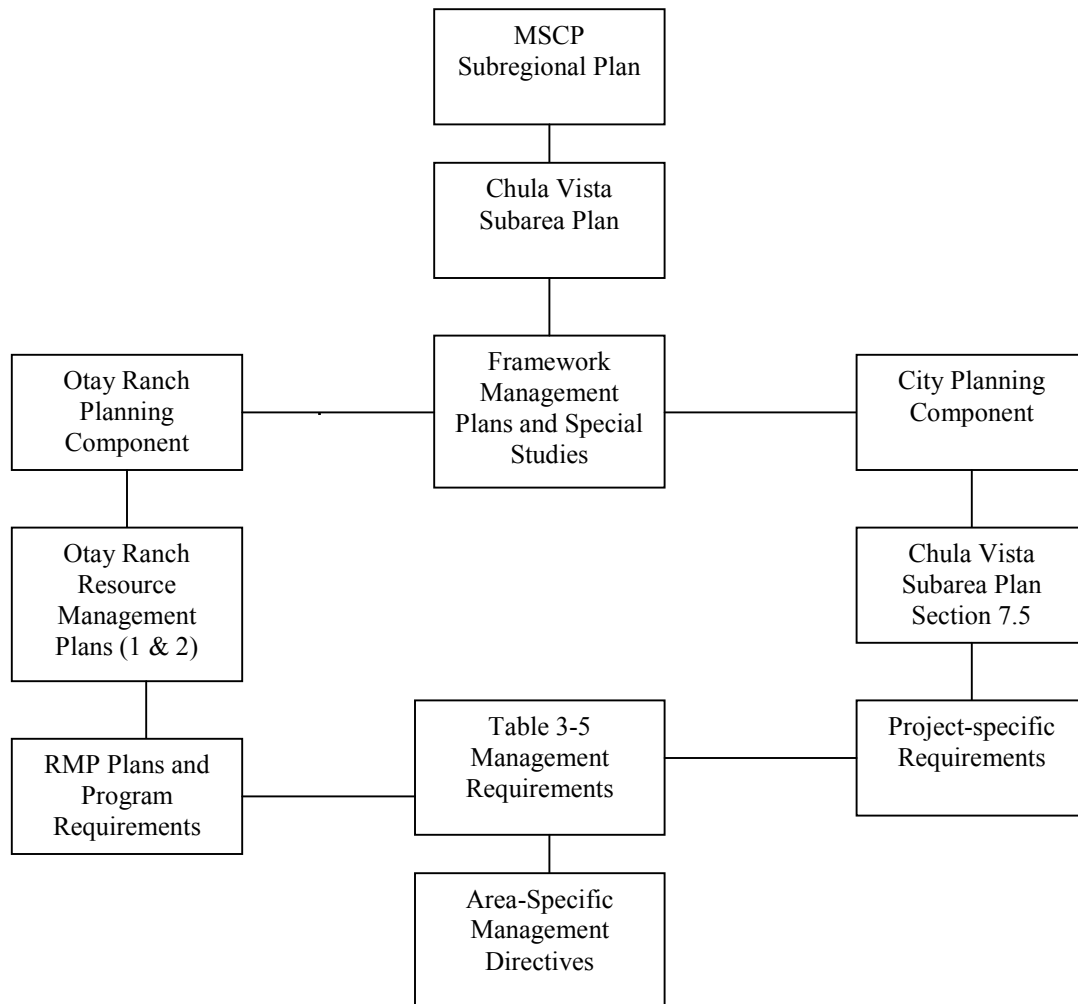 MSCP
Subregional Plan
Chula Vista
Subarea Plan
Framework
Management
Plans and Special
Studies
Otay Ranch
Planning
Component
City Planning
Component
Otay Ranch
Resource
Management
Plans (1 & 2)
Chula Vista
Subarea Plan
Section 7.5
RMP Plans and
Program
Requirements
Table 3-5
Management
Requirements
Project-specific
Requirements
Area-Specific
Management
Directives